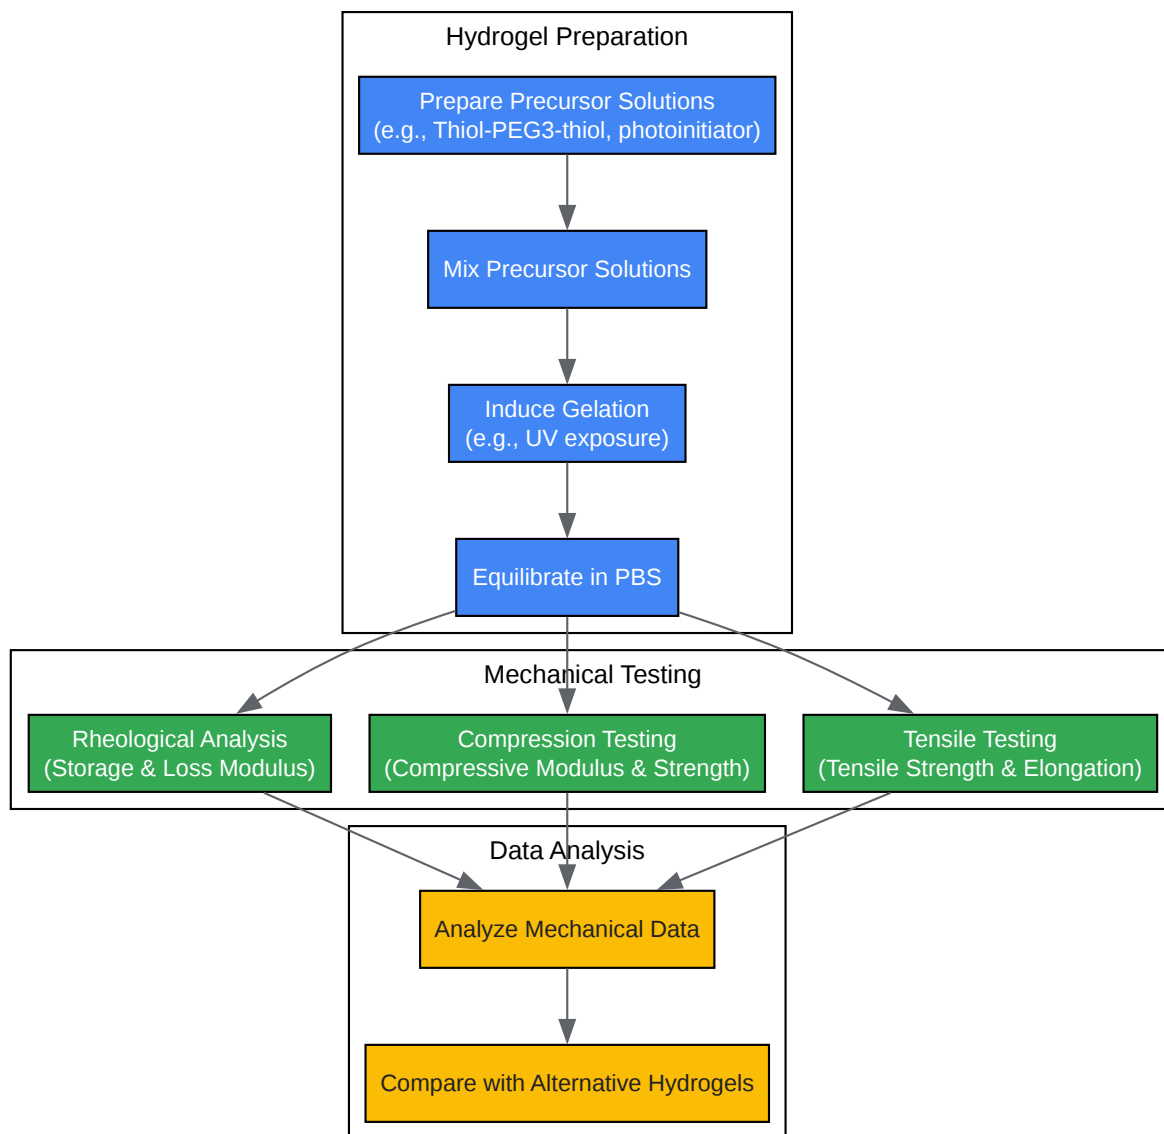 Hydrogel Preparation
Prepare Precursor Solutions
(e.g., Thiol-PEG3-thiol, photoinitiator)
Mix Precursor Solutions
Induce Gelation
(e.g., UV exposure)
Equilibrate in PBS
Mechanical Testing
Rheological Analysis
(Storage & Loss Modulus)
Compression Testing
(Compressive Modulus & Strength)
Tensile Testing
(Tensile Strength & Elongation)
Data Analysis
Analyze Mechanical Data
Compare with Alternative Hydrogels